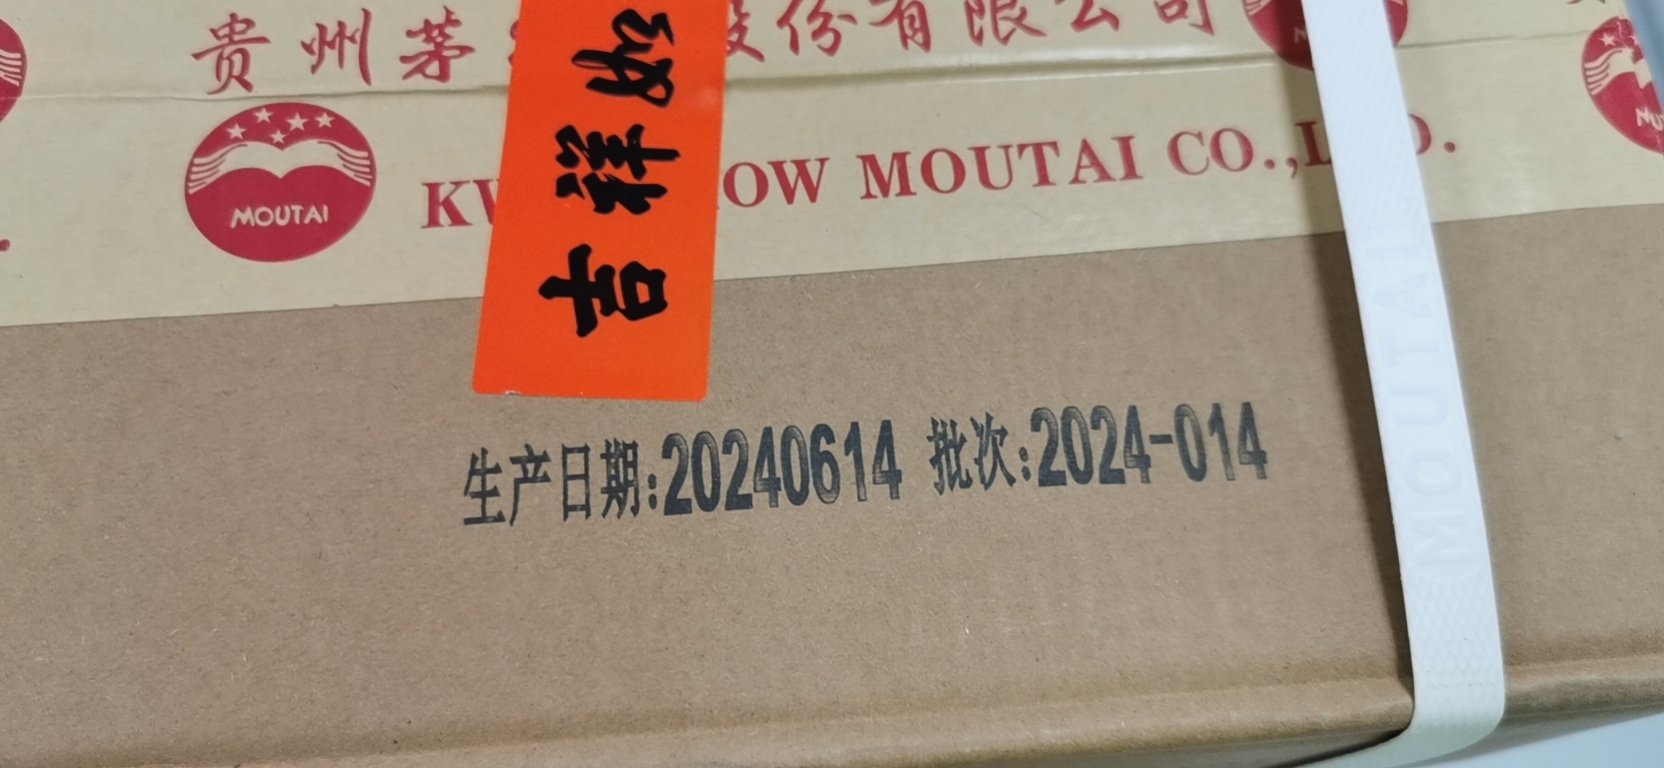 贵州茅 股份有限公司
MOUTAI
KW OW MOUTAI CO.,L D.
吉祥如
生产日期:20240614 批次:2024-014
MOUTAI